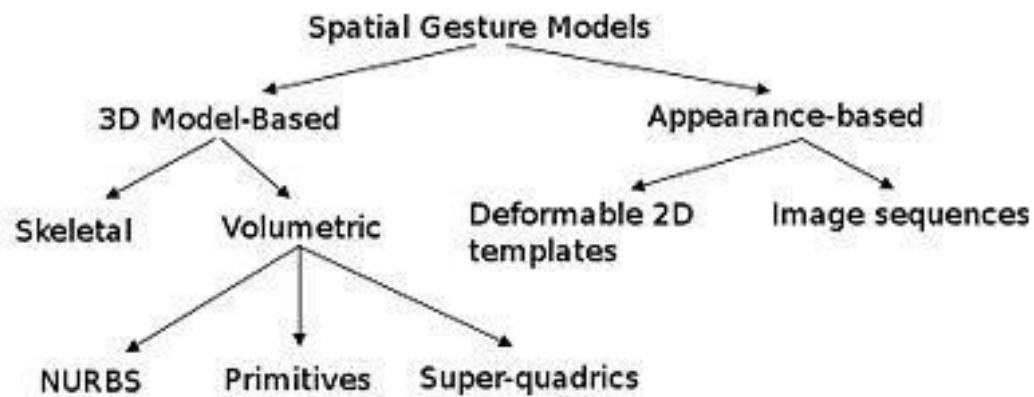 Spatial Gesture Models
3D Model-Based
Appearance-based
Skeletal
Volumetric
Deformable 2D
templates
Image sequences
NURBS
Primitives
Super-quadrics